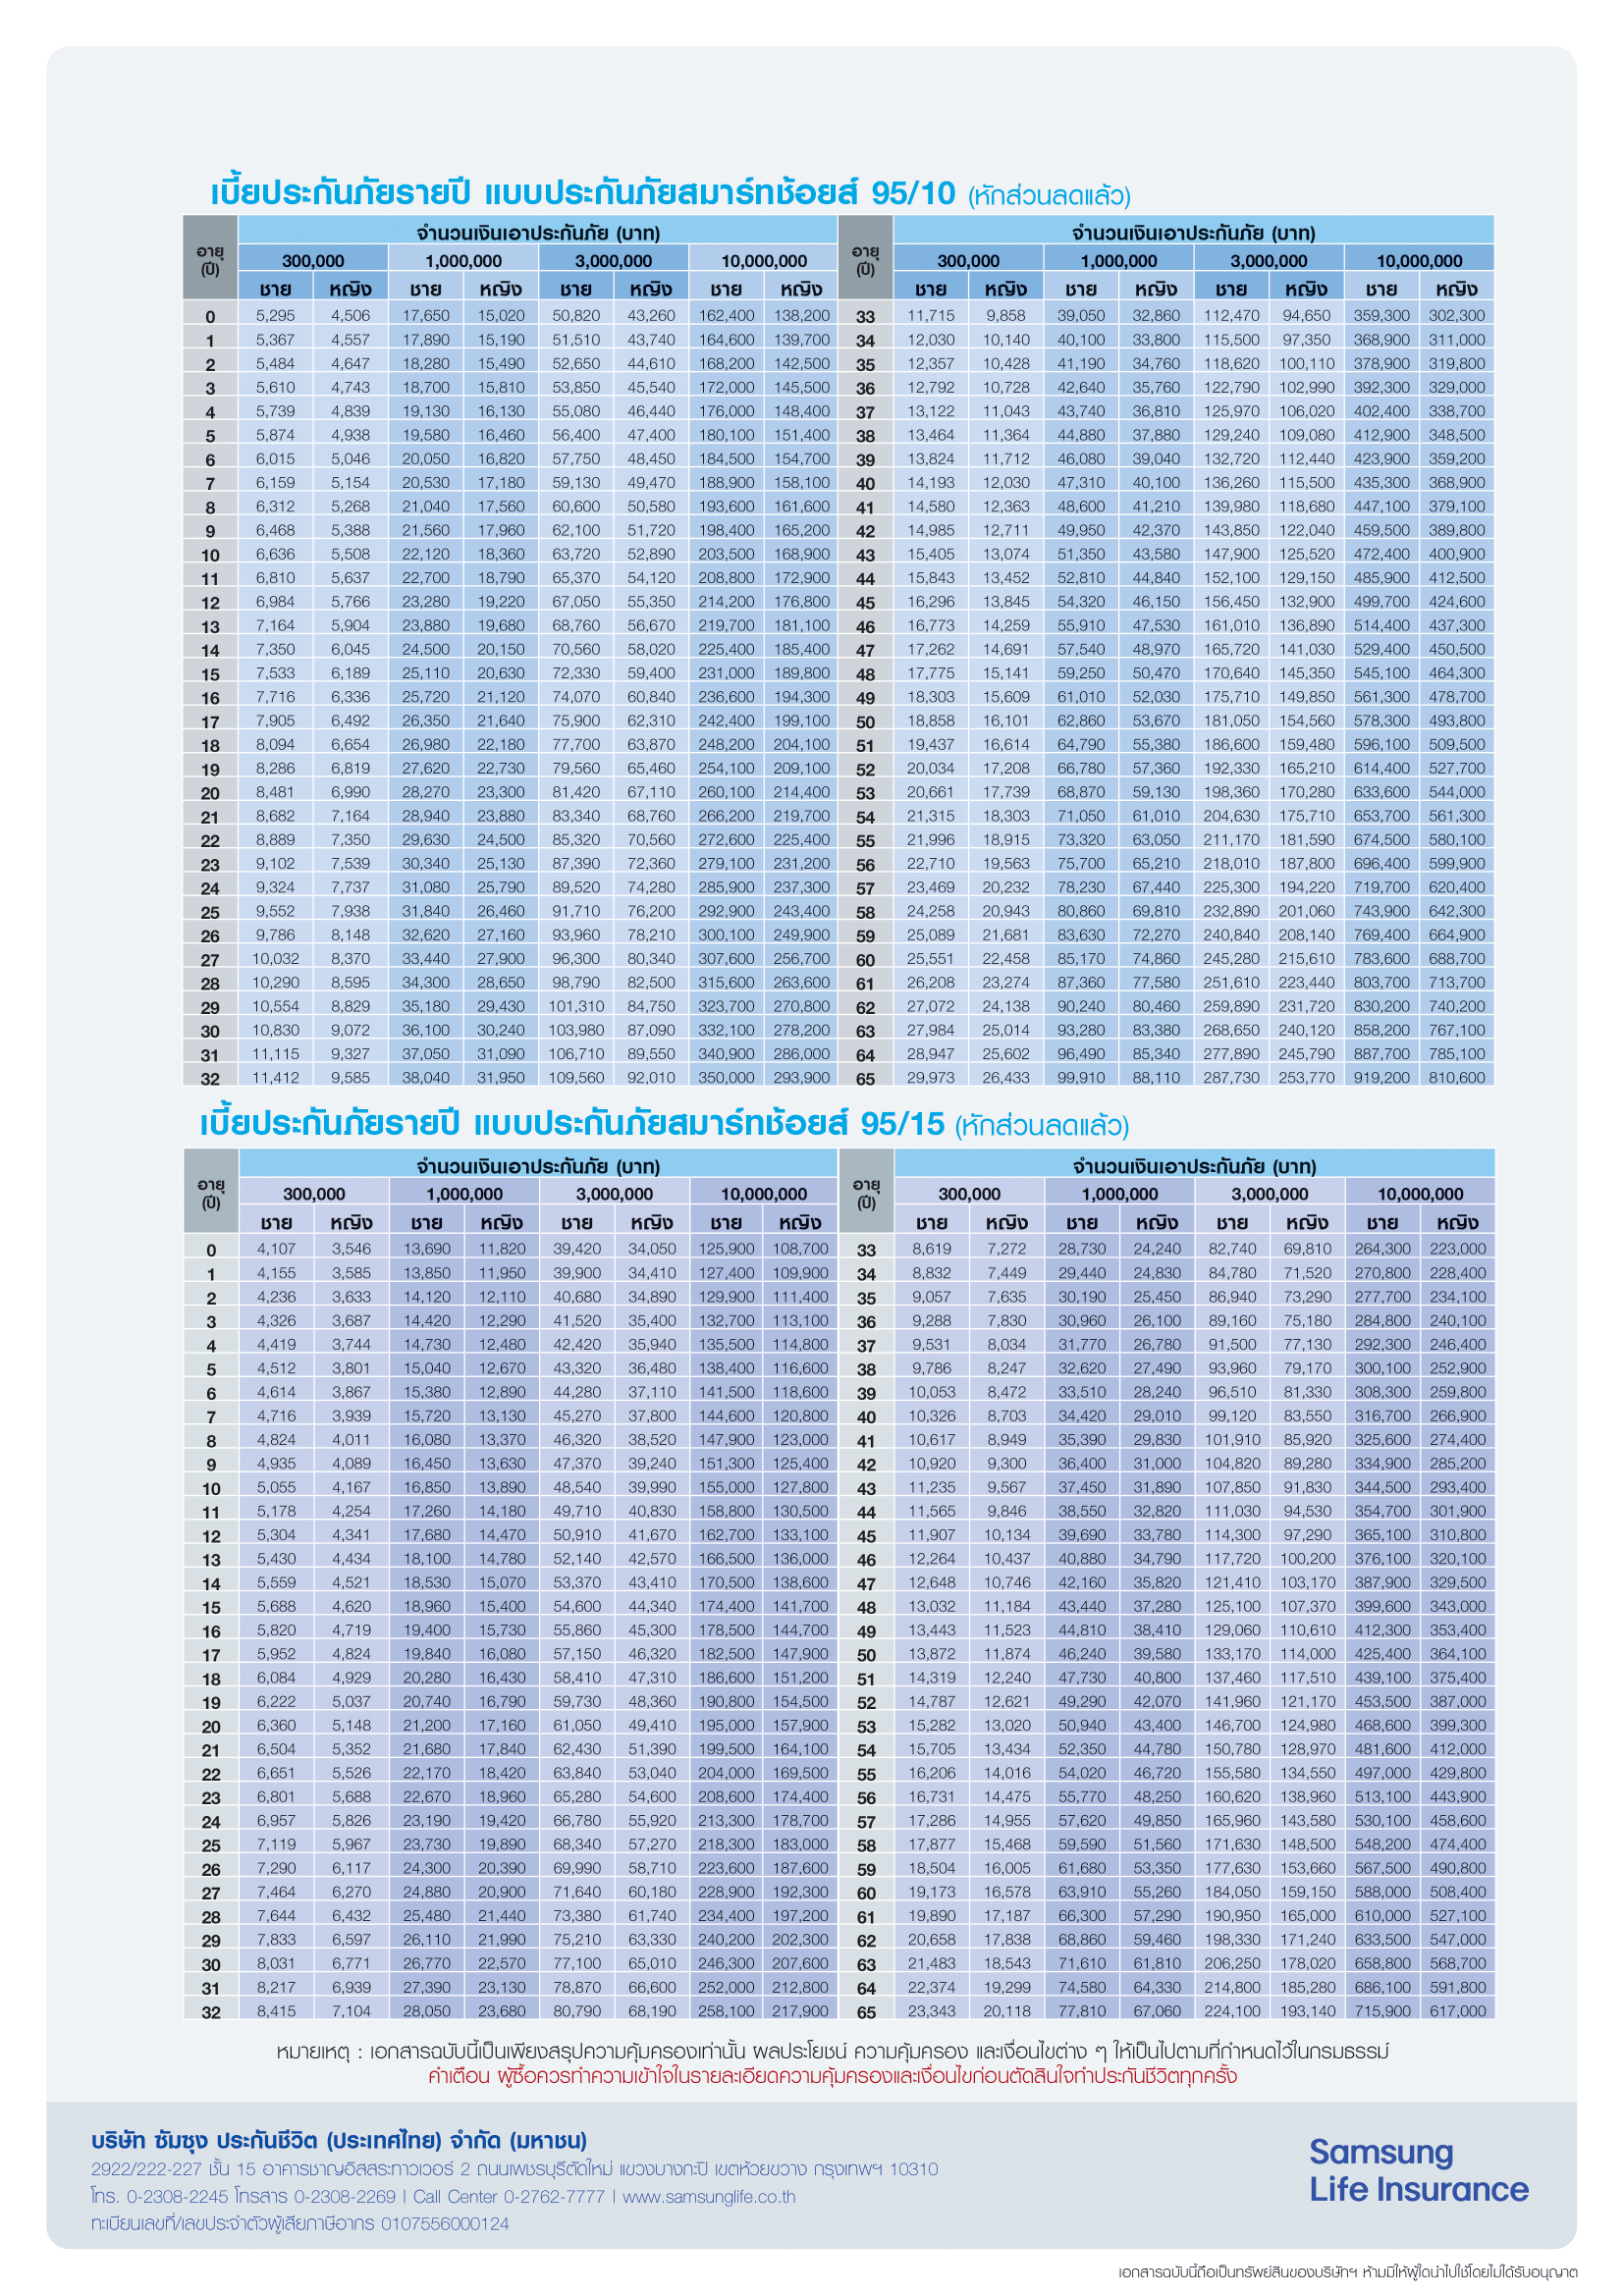 เบี้ยประกันภัยรายปี แบบประกันภัยสมาร์ทช้อยส์ 95/10 (หักส่วนลดแล้ว)
อายุ (ปี) จำนวนเงินเอาประกันภัย (บาท) อายุ (ปี) จำนวนเงินเอาประกันภัย (บาท)
300,000 1,000,000 3,000,000 10,000,000 300,000 1,000,000 3,000,000 10,000,000
ชาย หญิง ชาย หญิง ชาย หญิง ชาย หญิง ชาย หญิง ชาย หญิง ชาย หญิง ชาย หญิง
0 5,295 4,506 17,650 15,020 50,820 43,260 162,400 138,200 33 11,715 9,858 39,050 32,860 112,470 94,650 359,300 302,300
1 5,367 4,557 17,890 15,190 51,510 43,740 164,600 139,700 34 12,030 10,140 40,100 33,800 115,500 97,350 368,900 311,000
2 5,484 4,647 18,280 15,490 52,650 44,610 168,200 142,500 35 12,357 10,428 41,190 34,760 118,620 100,110 378,900 319,800
3 5,610 4,743 18,700 15,810 53,850 45,540 172,000 145,500 36 12,792 10,728 42,640 35,760 122,790 102,990 392,300 329,000
4 5,739 4,839 19,130 16,130 55,080 46,440 176,000 148,400 37 13,122 11,043 43,740 36,810 125,970 106,020 402,400 338,700
5 5,874 4,938 19,580 16,460 56,400 47,400 180,100 151,400 38 13,464 11,364 44,880 37,880 129,240 109,080 412,900 348,500
6 6,015 5,046 20,050 16,820 57,750 48,450 184,500 154,700 39 13,824 11,712 46,080 39,040 132,720 112,440 423,900 359,200
7 6,159 5,154 20,530 17,180 59,130 49,470 188,900 158,100 40 14,193 12,030 47,310 40,100 136,260 115,500 435,300 368,900
8 6,312 5,268 21,040 17,560 60,600 50,580 193,600 161,600 41 14,580 12,363 48,600 41,210 139,980 118,680 447,100 379,100
9 6,468 5,388 21,560 17,960 62,100 51,720 198,400 165,200 42 14,985 12,711 49,950 42,370 143,850 122,040 459,500 389,800
10 6,636 5,508 22,120 18,360 63,720 52,890 203,500 168,900 43 15,405 13,074 51,350 43,580 147,900 125,520 472,400 400,900
11 6,810 5,637 22,700 18,790 65,370 54,120 208,800 172,900 44 15,843 13,452 52,810 44,840 152,100 129,150 485,900 412,500
12 6,984 5,766 23,280 19,220 67,050 55,350 214,200 176,800 45 16,296 13,845 54,320 46,150 156,450 132,900 499,700 424,600
13 7,164 5,904 23,880 19,680 68,760 56,670 219,700 181,100 46 16,773 14,259 55,910 47,530 161,010 136,890 514,400 437,300
14 7,350 6,045 24,500 20,150 70,560 58,020 225,400 185,400 47 17,262 14,691 57,540 48,970 165,720 141,030 529,400 450,500
15 7,533 6,189 25,110 20,630 72,330 59,400 231,000 189,800 48 17,775 15,141 59,250 50,470 170,640 145,350 545,100 464,300
16 7,716 6,336 25,720 21,120 74,070 60,840 236,600 194,300 49 18,303 15,609 61,010 52,030 175,710 149,850 561,300 478,700
17 7,905 6,492 26,350 21,640 75,900 62,310 242,400 199,100 50 18,858 16,101 62,860 53,670 181,050 154,560 578,300 493,800
18 8,094 6,654 26,980 22,180 77,700 63,870 248,200 204,100 51 19,437 16,614 64,790 55,380 186,600 159,480 596,100 509,500
19 8,286 6,819 27,620 22,730 79,560 65,460 254,100 209,100 52 20,034 17,208 66,780 57,360 192,330 165,210 614,400 527,700
20 8,481 6,990 28,270 23,300 81,420 67,110 260,100 214,400 53 20,661 17,739 68,870 59,130 198,360 170,280 633,600 544,000
21 8,682 7,164 28,940 23,880 83,340 68,760 266,200 219,700 54 21,315 18,303 71,050 61,010 204,630 175,710 653,700 561,300
22 8,889 7,350 29,630 24,500 85,320 70,560 272,600 225,400 55 21,996 18,915 73,320 63,050 211,170 181,590 674,500 580,100
23 9,102 7,539 30,340 25,130 87,390 72,360 279,100 231,200 56 22,710 19,563 75,700 65,210 218,010 187,800 696,400 599,900
24 9,324 7,737 31,080 25,790 89,520 74,280 285,900 237,300 57 23,469 20,232 78,230 67,440 225,300 194,220 719,700 620,400
25 9,552 7,938 31,840 26,460 91,710 76,200 292,900 243,400 58 24,258 20,943 80,860 69,810 232,890 201,060 743,900 642,300
26 9,786 8,148 32,620 27,160 93,960 78,210 300,100 249,900 59 25,089 21,681 83,630 72,270 240,840 208,140 769,400 664,900
27 10,032 8,370 33,440 27,900 96,300 80,340 307,600 256,700 60 25,551 22,458 85,170 74,860 245,280 215,610 783,600 688,700
28 10,290 8,595 34,300 28,650 98,790 82,500 315,600 263,600 61 26,208 23,274 87,360 77,580 251,610 223,440 803,700 713,700
29 10,554 8,829 35,180 29,430 101,310 84,750 323,700 270,800 62 27,072 24,138 90,240 80,460 259,890 231,720 830,200 740,200
30 10,830 9,072 36,100 30,240 103,980 87,090 332,100 278,200 63 27,984 25,014 93,280 83,380 268,650 240,120 858,200 767,100
31 11,115 9,327 37,050 31,090 106,710 89,550 340,900 286,000 64 28,947 25,602 96,490 85,340 277,890 245,790 887,700 785,100
32 11,412 9,585 38,040 31,950 109,560 92,010 350,000 293,900 65 29,973 26,433 99,910 88,110 287,730 253,770 919,200 810,600
เบี้ยประกันภัยรายปี แบบประกันภัยสมาร์ทช้อยส์ 95/15 (หักส่วนลดแล้ว)
อายุ (ปี) จำนวนเงินเอาประกันภัย (บาท) อายุ (ปี) จำนวนเงินเอาประกันภัย (บาท)
300,000 1,000,000 3,000,000 10,000,000 300,000 1,000,000 3,000,000 10,000,000
ชาย หญิง ชาย หญิง ชาย หญิง ชาย หญิง ชาย หญิง ชาย หญิง ชาย หญิง ชาย หญิง
0 4,107 3,546 13,690 11,820 39,420 34,050 125,900 108,700 33 8,619 7,272 28,730 24,240 82,740 69,810 264,300 223,000
1 4,155 3,585 13,850 11,950 39,900 34,410 127,400 109,900 34 8,832 7,449 29,440 24,830 84,780 71,520 270,800 228,400
2 4,236 3,633 14,120 12,110 40,680 34,890 129,900 111,400 35 9,057 7,635 30,190 25,450 86,940 73,290 277,700 234,100
3 4,326 3,687 14,420 12,290 41,520 35,400 132,700 113,100 36 9,288 7,830 30,960 26,100 89,160 75,180 284,800 240,100
4 4,419 3,744 14,730 12,480 42,420 35,940 135,500 114,800 37 9,531 8,034 31,770 26,780 91,500 77,130 292,300 246,400
5 4,512 3,801 15,040 12,670 43,320 36,480 138,400 116,600 38 9,786 8,247 32,620 27,490 93,960 79,170 300,100 252,900
6 4,614 3,867 15,380 12,890 44,280 37,110 141,500 118,600 39 10,053 8,472 33,510 28,240 96,510 81,330 308,300 259,800
7 4,716 3,939 15,720 13,130 45,270 37,800 144,600 120,800 40 10,326 8,703 34,420 29,010 99,120 83,550 316,700 266,900
8 4,824 4,011 16,080 13,370 46,320 38,520 147,900 123,000 41 10,617 8,949 35,390 29,830 101,910 85,920 325,600 274,400
9 4,935 4,089 16,450 13,630 47,370 39,240 151,300 125,400 42 10,920 9,300 36,400 31,000 104,820 89,280 334,900 285,200
10 5,055 4,167 16,850 13,890 48,540 39,990 155,000 127,800 43 11,235 9,567 37,450 31,890 107,850 91,830 344,500 293,400
11 5,178 4,254 17,260 14,180 49,710 40,830 158,800 130,500 44 11,565 9,846 38,550 32,820 111,030 94,530 354,700 301,900
12 5,304 4,341 17,680 14,470 50,910 41,670 162,700 133,100 45 11,907 10,134 39,690 33,780 114,300 97,290 365,100 310,800
13 5,430 4,434 18,100 14,780 52,140 42,570 166,500 136,000 46 12,264 10,437 40,880 34,790 117,720 100,200 376,100 320,100
14 5,559 4,521 18,530 15,070 53,370 43,410 170,500 138,600 47 12,648 10,746 42,160 35,820 121,410 103,170 387,900 329,500
15 5,688 4,620 18,960 15,400 54,600 44,340 174,400 141,700 48 13,032 11,184 43,440 37,280 125,100 107,370 399,600 343,000
16 5,820 4,719 19,400 15,730 55,860 45,300 178,500 144,700 49 13,443 11,523 44,810 38,410 129,060 110,610 412,300 353,400
17 5,952 4,824 19,840 16,080 57,150 46,320 182,500 147,900 50 13,872 11,874 46,240 39,580 133,170 114,000 425,400 364,100
18 6,084 4,929 20,280 16,430 58,410 47,310 186,600 151,200 51 14,319 12,240 47,730 40,800 137,460 117,510 439,100 375,400
19 6,222 5,037 20,740 16,790 59,730 48,360 190,800 154,500 52 14,787 12,621 49,290 42,070 141,960 121,170 453,500 387,000
20 6,360 5,148 21,200 17,160 61,050 49,410 195,000 157,900 53 15,282 13,020 50,940 43,400 146,700 124,980 468,600 399,300
21 6,504 5,352 21,680 17,840 62,430 51,390 199,500 164,100 54 15,705 13,434 52,350 44,780 150,780 128,970 481,600 412,000
22 6,651 5,526 22,170 18,420 63,840 53,040 204,000 169,500 55 16,206 14,016 54,020 46,720 155,580 134,550 497,000 429,800
23 6,801 5,688 22,670 18,960 65,280 54,600 208,600 174,400 56 16,731 14,475 55,770 48,250 160,620 138,960 513,100 443,900
24 6,957 5,826 23,190 19,420 66,780 55,920 213,300 178,700 57 17,286 14,955 57,620 49,850 165,960 143,580 530,100 458,600
25 7,119 5,967 23,730 19,890 68,340 57,270 218,300 183,000 58 17,877 15,468 59,590 51,560 171,630 148,500 548,200 474,400
26 7,290 6,117 24,300 20,390 69,990 58,710 223,600 187,600 59 18,504 16,005 61,680 53,350 177,630 153,660 567,500 490,800
27 7,464 6,270 24,880 20,900 71,640 60,180 228,900 192,300 60 19,173 16,578 63,910 55,260 184,050 159,150 588,000 508,400
28 7,644 6,432 25,480 21,440 73,380 61,740 234,400 197,200 61 19,890 17,187 66,300 57,290 190,950 165,000 610,000 527,100
29 7,833 6,597 26,110 21,990 75,210 63,330 240,200 202,300 62 20,658 17,838 68,860 59,460 198,330 171,240 633,500 547,000
30 8,031 6,771 26,770 22,570 77,100 65,010 246,300 207,600 63 21,483 18,543 71,610 61,810 206,250 178,020 658,800 568,700
31 8,217 6,939 27,390 23,130 78,870 66,600 252,000 212,800 64 22,374 19,299 74,580 64,330 214,800 185,280 686,100 591,800
32 8,415 7,104 28,050 23,680 80,790 68,190 258,100 217,900 65 23,343 20,118 77,810 67,060 224,100 193,140 715,900 617,000
หมายเหตุ : เอกสารฉบับนี้เป็นเพียงสรุปความคุ้มครองเท่านั้น ผลประโยชน์ ความคุ้มครอง และเงื่อนไขต่าง ๆ ให้เป็นไปตามที่กำหนดไว้ในกรมธรรม์
คำเตือน ผู้ซื้อควรทำความเข้าใจในรายละเอียดความคุ้มครองและเงื่อนไขก่อนตัดสินใจทำประกันชีวิตทุกครั้ง
บริษัท ซัมซุง ประกันชีวิต (ประเทศไทย) จำกัด (มหาชน)
2922/222-227 ชั้น 15 อาคารชาญอิสสระทาวเวอร์ 2 ถนนเพชรบุรีตัดใหม่ แขวงบางกะปิ เขตห้วยขวาง กรุงเทพฯ 10310
โทร. 0-2308-2245 โทรสาร 0-2308-2269 | Call Center 0-2762-7777 | www.samsunglife.co.th
ทะเบียนเลขที่/เลขประจำตัวผู้เสียภาษีอากร 0107556000124
Samsung
Life Insurance
เอกสารฉบับนี้ถือเป็นทรัพย์สินของบริษัทฯ ห้ามมิให้ผู้ใดนำไปใช้โดยไม่ได้รับอนุญาต